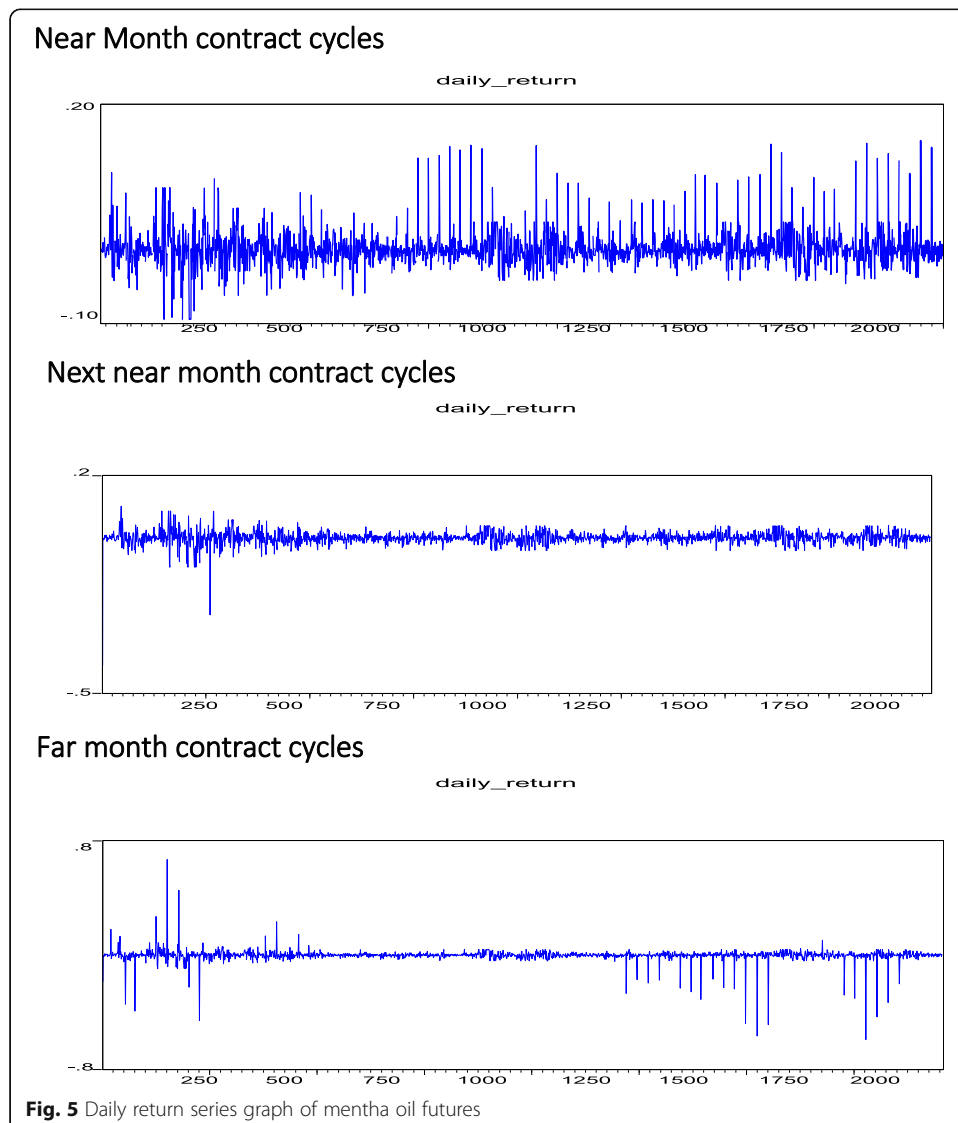 Near Month contract cycles
daily_return
.20
-.10
250 500 750 1000 1250 1500 1750 2000
Next near month contract cycles
daily_return
.2
-.5
250 500 750 1000 1250 1500 1750 2000
Far month contract cycles
daily_return
.8
-.8
250 500 750 1000 1250 1500 1750 2000
Fig. 5 Daily return series graph of mentha oil futures